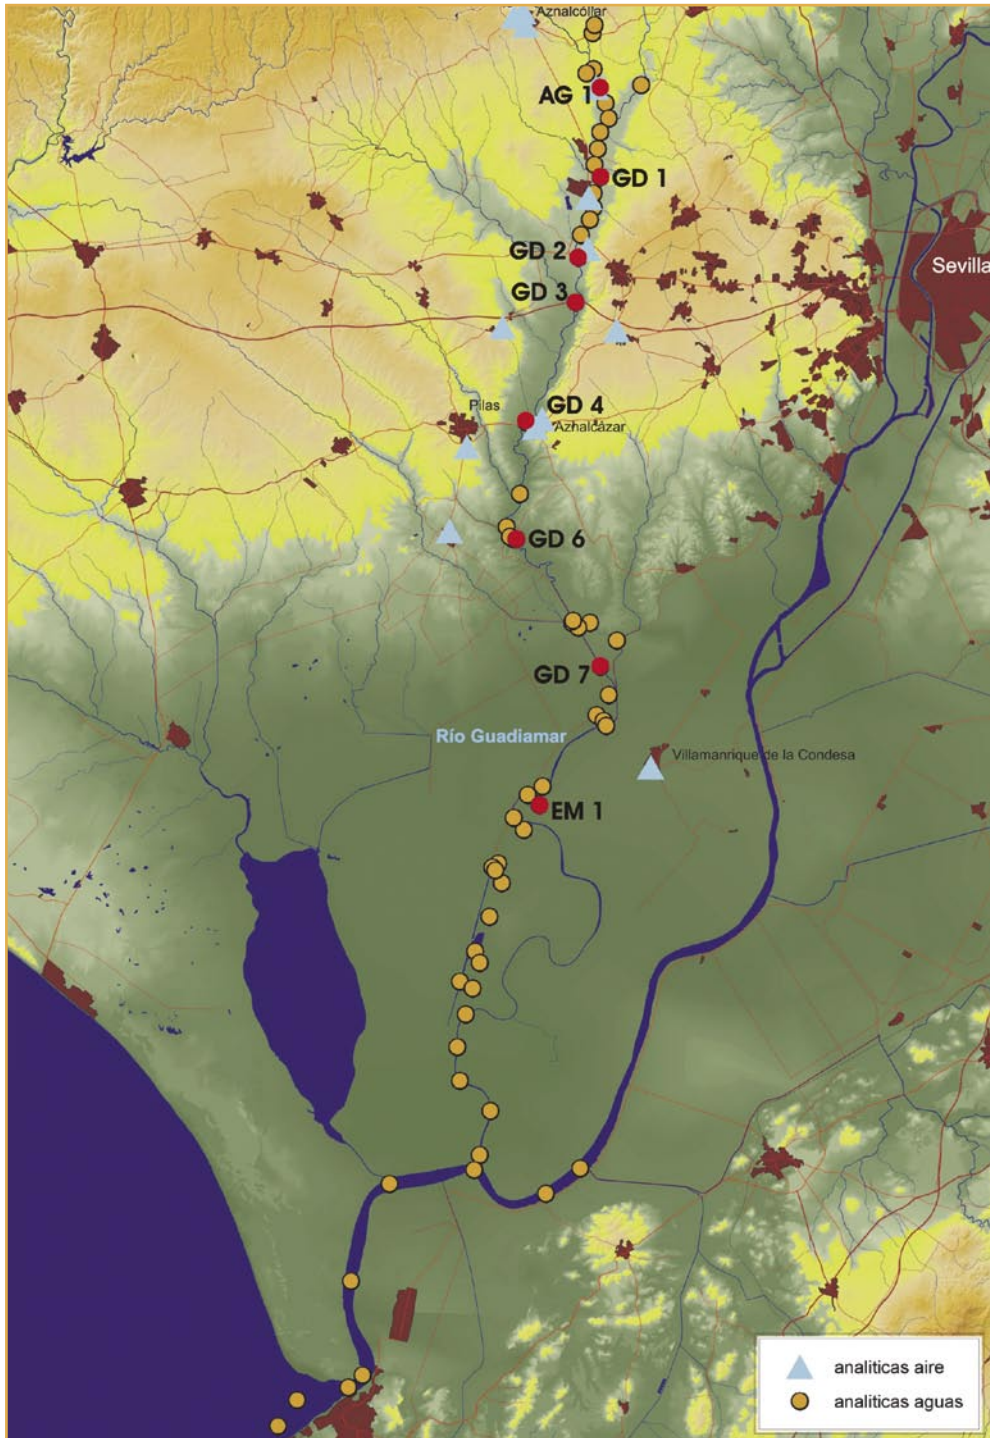 Aznalcóllar
AG 1
GD 1
GD 2
Sevilla
GD 3
GD 4
Pilas
Aznalcázar
GD 6
GD 7
Río Guadiamar
Villamanrique de la Condesa
EM 1
analiticas aire
analiticas aguas